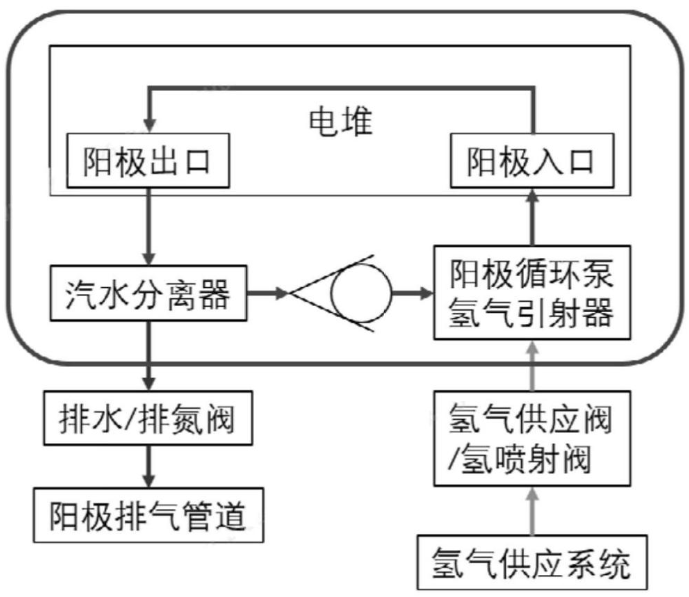 电堆
阳极出口
阳极入口
汽水分离器
阳极循环泵
氢气引射器
排水/排氮阀
氢气供应阀
/氢喷射阀
阳极排气管道
氢气供应系统